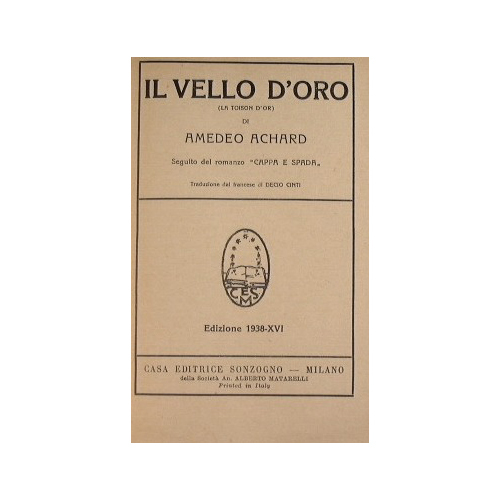 IL VELLO D'ORO
(LA TOISON D'OR)
DI
AMEDEO ACHARD
Seguito del romanzo "CAPPA E SPADA„
Traduzione dal francese di DECIO CINTI
CES
M
Edizione 1938-XVI
CASA EDITRICE SONZOGNO — MILANO
della Società An. ALBERTO MATARELLI
Printed in Italy